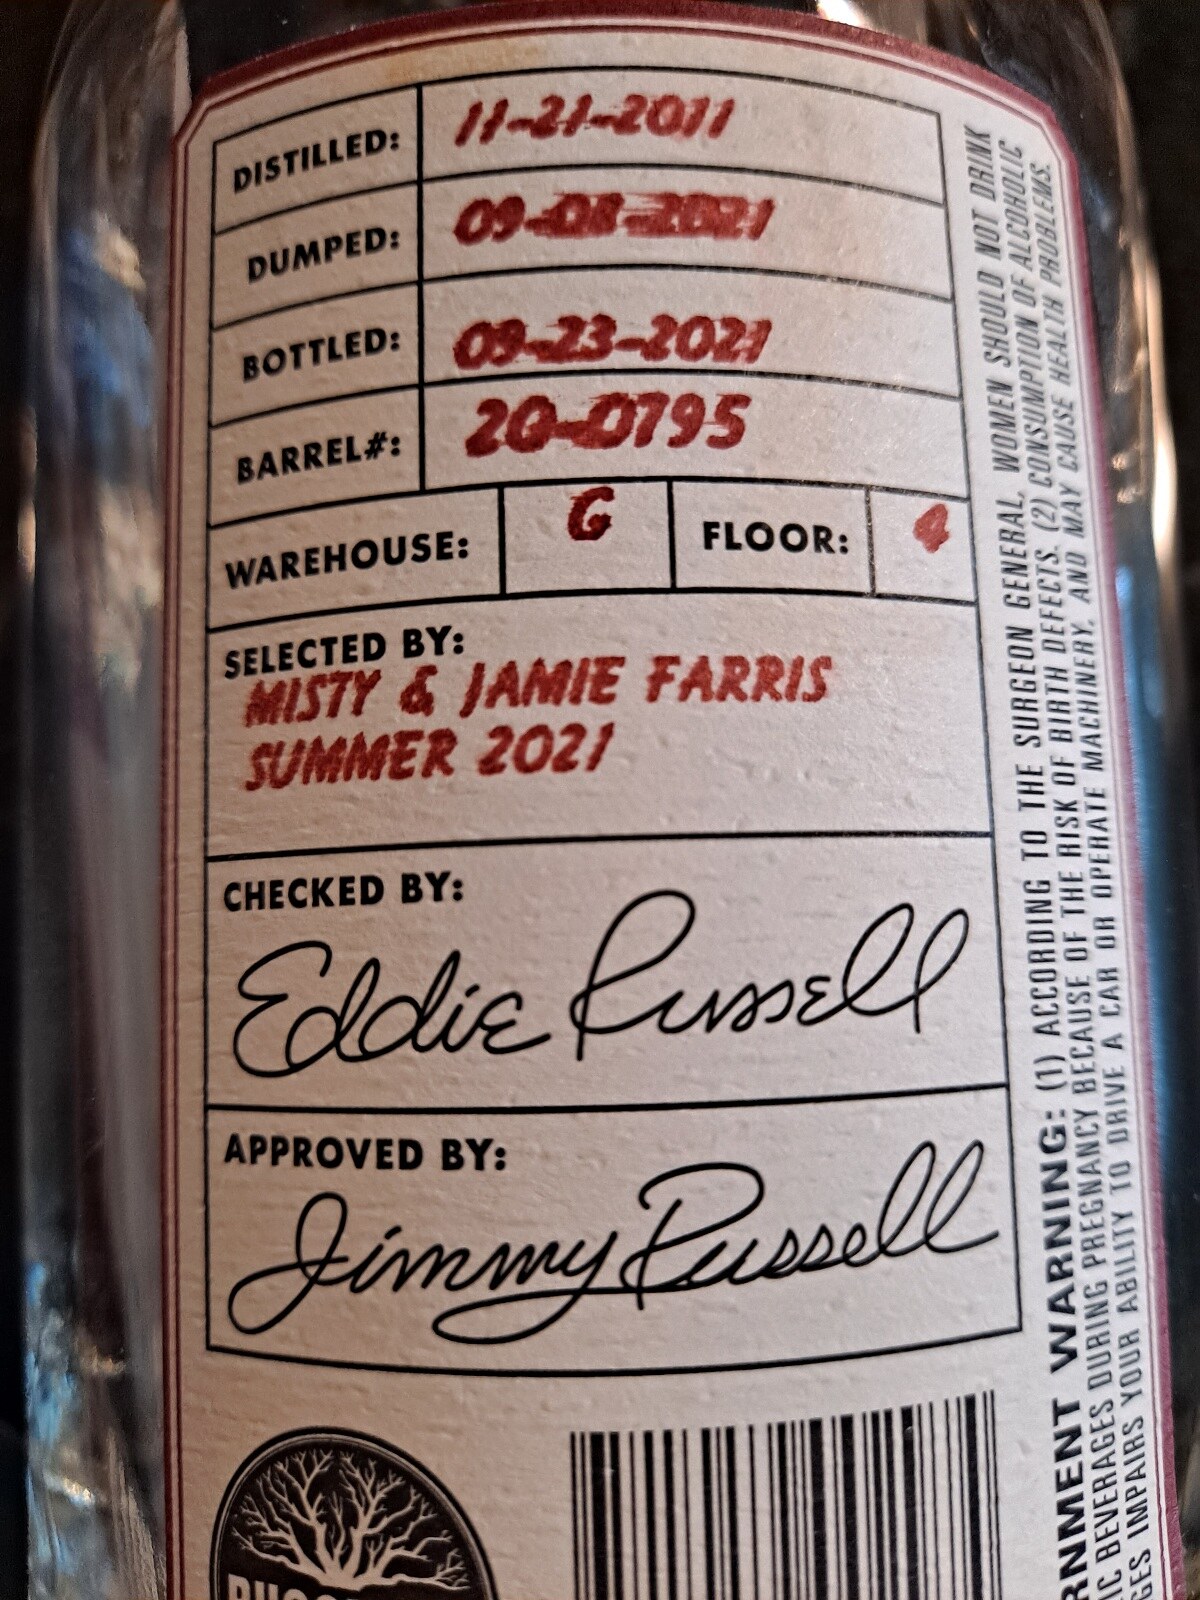 DISTILLED: 11-21-2011
DUMPED: 09-08-2021
BOTTLED: 09-23-2021
BARREL#: 20-0795
WAREHOUSE: G FLOOR: 4
SELECTED BY:
MISTY & JAMIE FARRIS
SUMMER 2021
CHECKED BY:
Eddie Russell
APPROVED BY:
Jimmy Russell
RNMENT WARNING: (1) ACCORDING TO THE SURGEON GENERAL, WOMEN SHOULD NOT DRINK
IC BEVERAGES DURING PREGNANCY BECAUSE OF THE RISK OF BIRTH DEFECTS. (2) CONSUMPTION OF ALCOHOLIC
GES IMPAIRS YOUR ABILITY TO DRIVE A CAR OR OPERATE MACHINERY, AND MAY CAUSE HEALTH PROBLEMS.